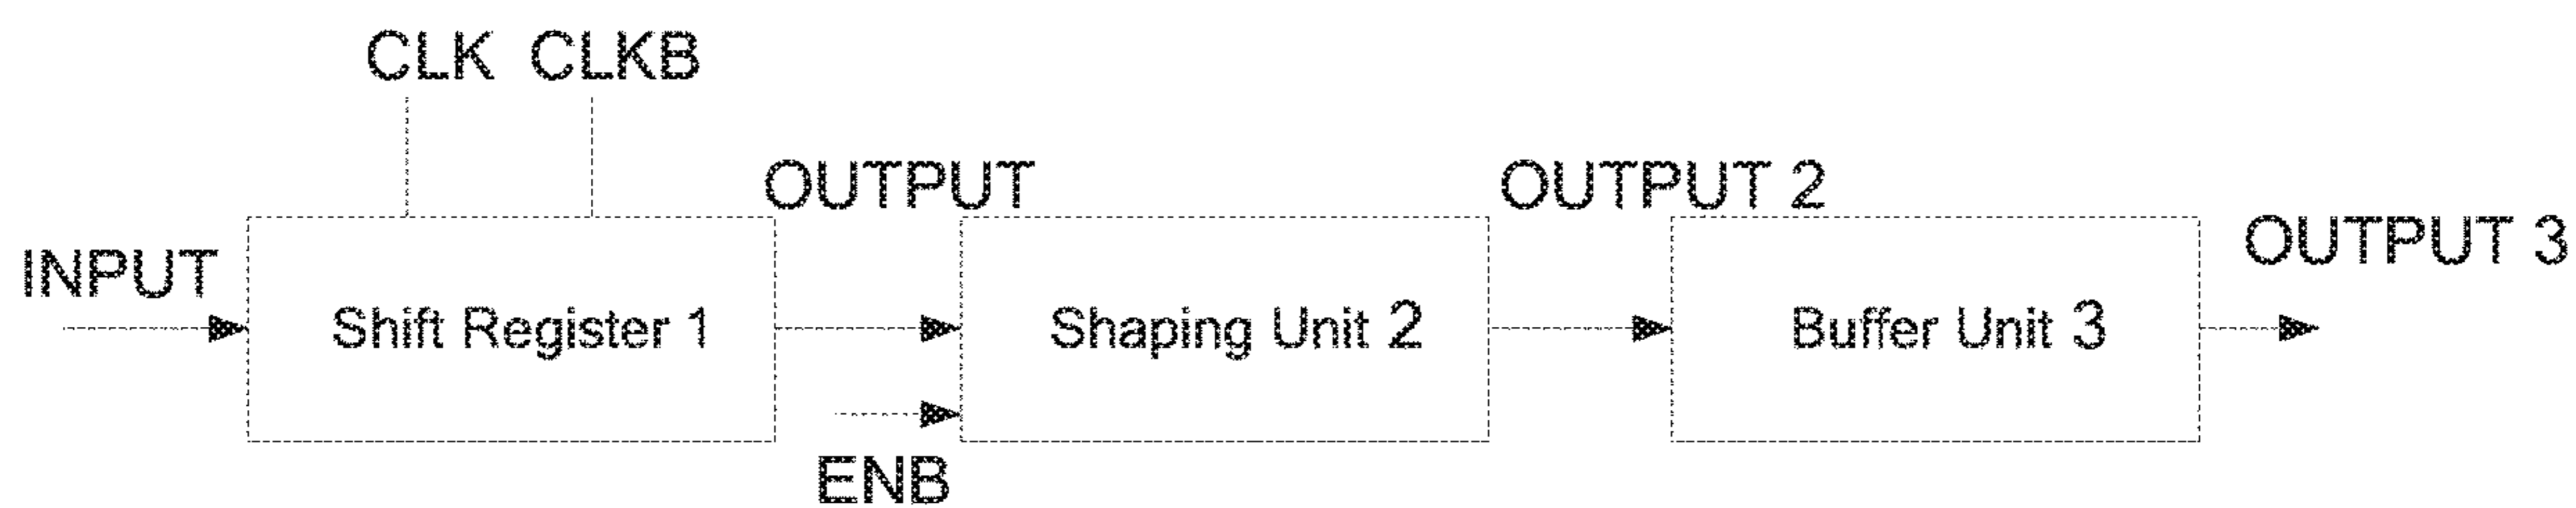 CLK CLKB
OUTPUT
OUTPUT 2
OUTPUT 3
INPUT
Shift Register 1
Shaping Unit 2
Buffer Unit 3
ENB